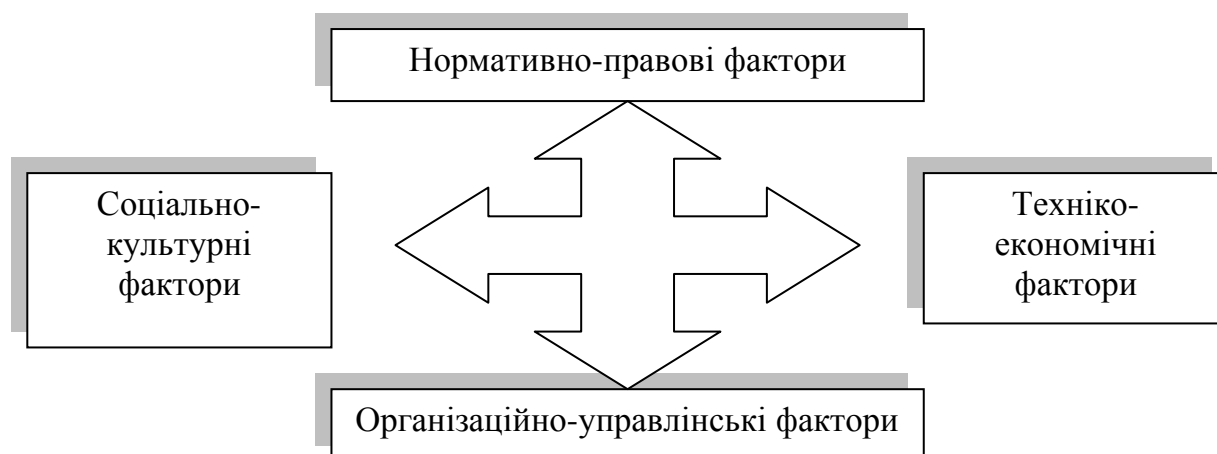 Нормативно-правові фактори
Соціально-
культурні
фактори
Техніко-
економічні
фактори
Організаційно-управлінські фактори